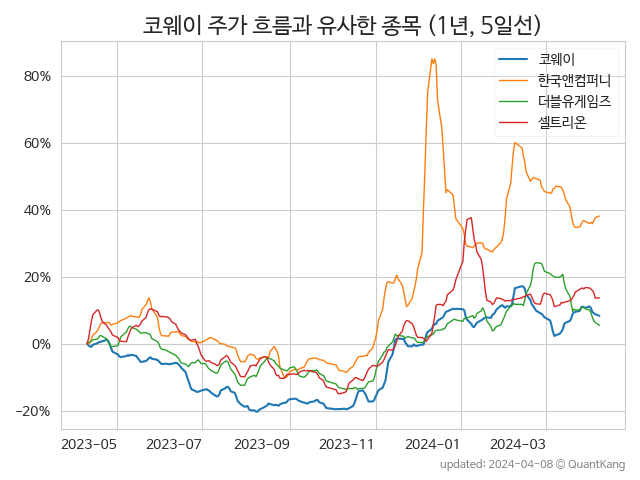 코웨이 주가 흐름과 유사한 종목 (1년, 5일선)
코웨이
한국앤컴퍼니
더블유게임즈
셀트리온
80%
60%
40%
20%
0%
−20%
2023-05 2023-07 2023-09 2023-11 2024-01 2024-03
updated: 2024-04-08 © QuantKang